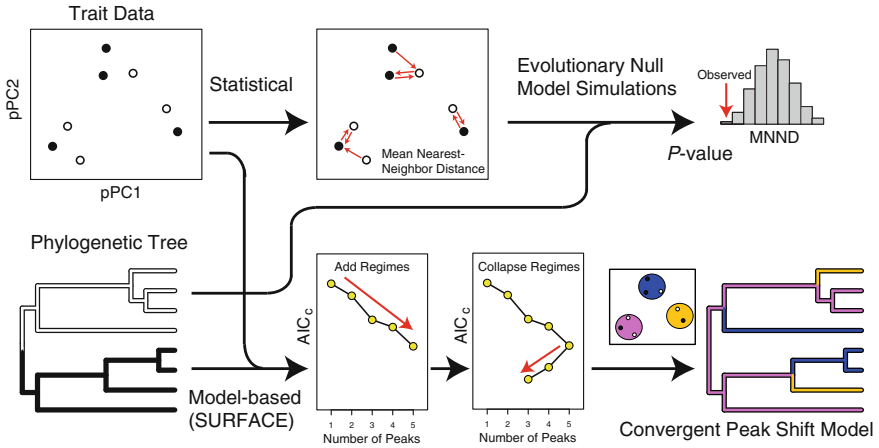 Trait Data
pPC2
pPC1
Statistical
Mean Nearest-
Neighbor Distance
Evolutionary Null
Model Simulations
Observed
MNND
P-value
Phylogenetic Tree
Model-based
(SURFACE)
Add Regimes
AICc
1 2 3 4 5
Number of Peaks
Collapse Regimes
AICc
1 2 3 4 5
Number of Peaks
Convergent Peak Shift Model